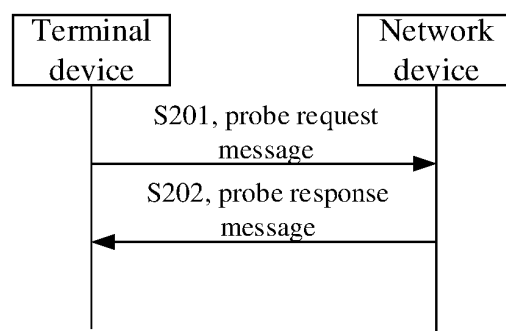 Terminal
device
Network
device
S201, probe request
message
S202, probe response
message